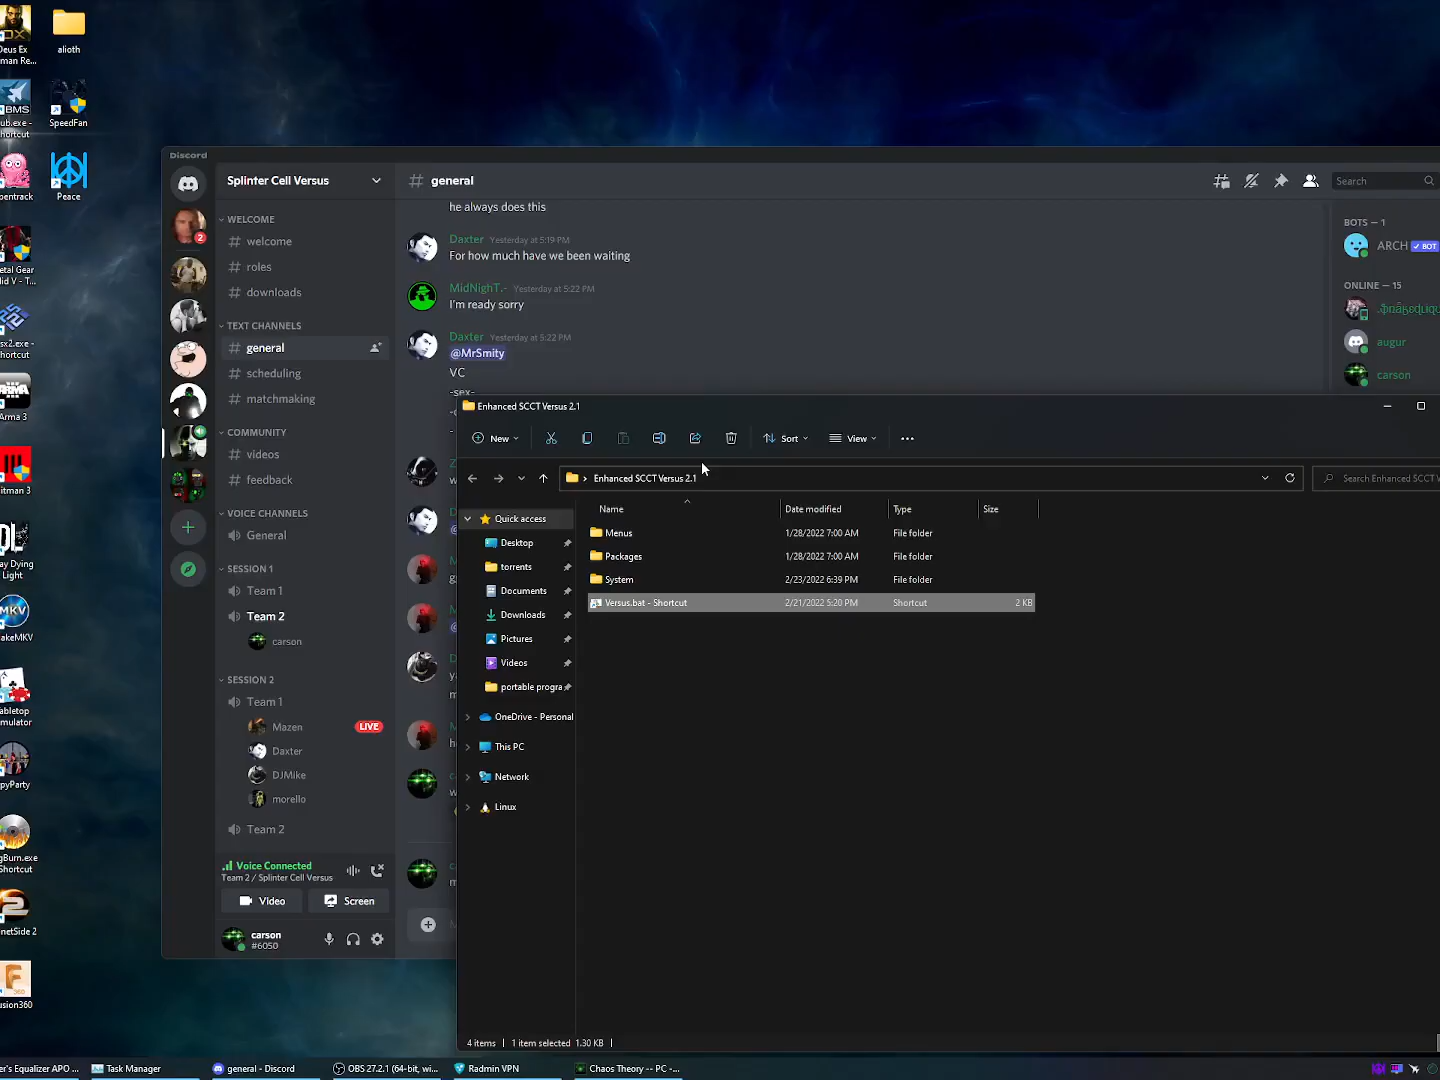 Deus Ex
man Re...
alioth
BMS
ub.exe -
hortcut
SpeedFan
pentrack
Peace
etal Gear
lid V - T...
sx2.exe -
hortcut
Arma 3
itman 3
ay Dying
Light
MKV
akeMKV
abletop
mulator
pyParty
gBurn.exe
Shortcut
netSide 2
usion360
Discord
Splinter Cell Versus
# general
Search
WELCOME
# welcome
# roles
# downloads
TEXT CHANNELS
# general
# scheduling
# matchmaking
COMMUNITY
# videos
# feedback
VOICE CHANNELS
General
SESSION 1
Team 1
Team 2
carson
SESSION 2
Team 1
Mazen LIVE
Daxter
DJMike
morello
Team 2
Voice Connected
Team 2 / Splinter Cell Versus
Video Screen
carson
#6050
2
he always does this
Daxter Yesterday at 5:19 PM
For how much have we been waiting
MidNighT.- Yesterday at 5:22 PM
I'm ready sorry
Daxter Yesterday at 5:22 PM
@MrSmity
VC
-sex-
BOTS — 1
ARCH BOT
ONLINE — 15
augur
carson
Enhanced SCCT Versus 2.1
New Sort View
Enhanced SCCT Versus 2.1
Search Enhanced SCCT V
Name Date modified Type Size
Menus 1/28/2022 7:00 AM File folder
Packages 1/28/2022 7:00 AM File folder
System 2/23/2022 6:39 PM File folder
Versus.bat - Shortcut 2/21/2022 5:20 PM Shortcut 2 KB
Quick access
Desktop
torrents
Documents
Downloads
Pictures
Videos
portable progra
OneDrive - Personal
This PC
Network
Linux
4 items 1 item selected 1.30 KB
er's Equalizer APO ... Task Manager general - Discord OBS 27.2.1 (64-bit, wi... Radmin VPN Chaos Theory -- PC -...